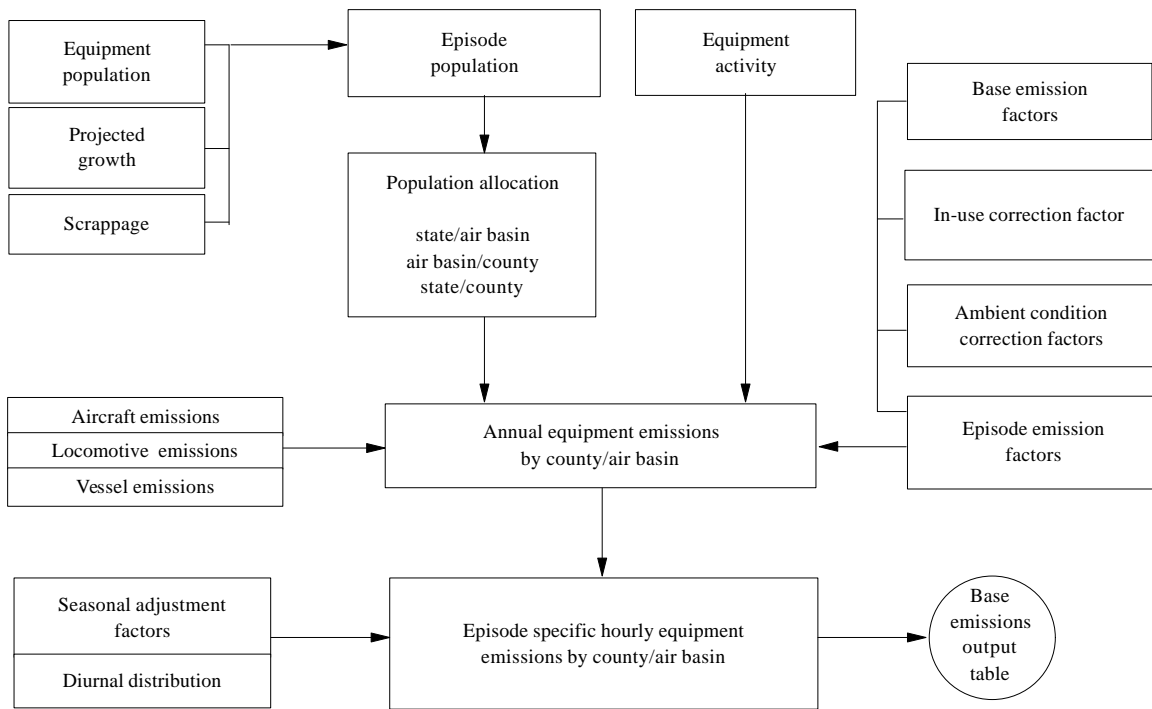 Equipment
population
Projected
growth
Scrappage
Episode
population
Population allocation
state/air basin
air basin/county
state/county
Equipment
activity
Base emission
factors
In-use correction factor
Ambient condition
correction factors
Episode emission
factors
Aircraft emissions
Locomotive emissions
Vessel emissions
Annual equipment emissions
by county/air basin
Seasonal adjustment
factors
Diurnal distribution
Episode specific hourly equipment
emissions by county/air basin
Base
emissions
output
table